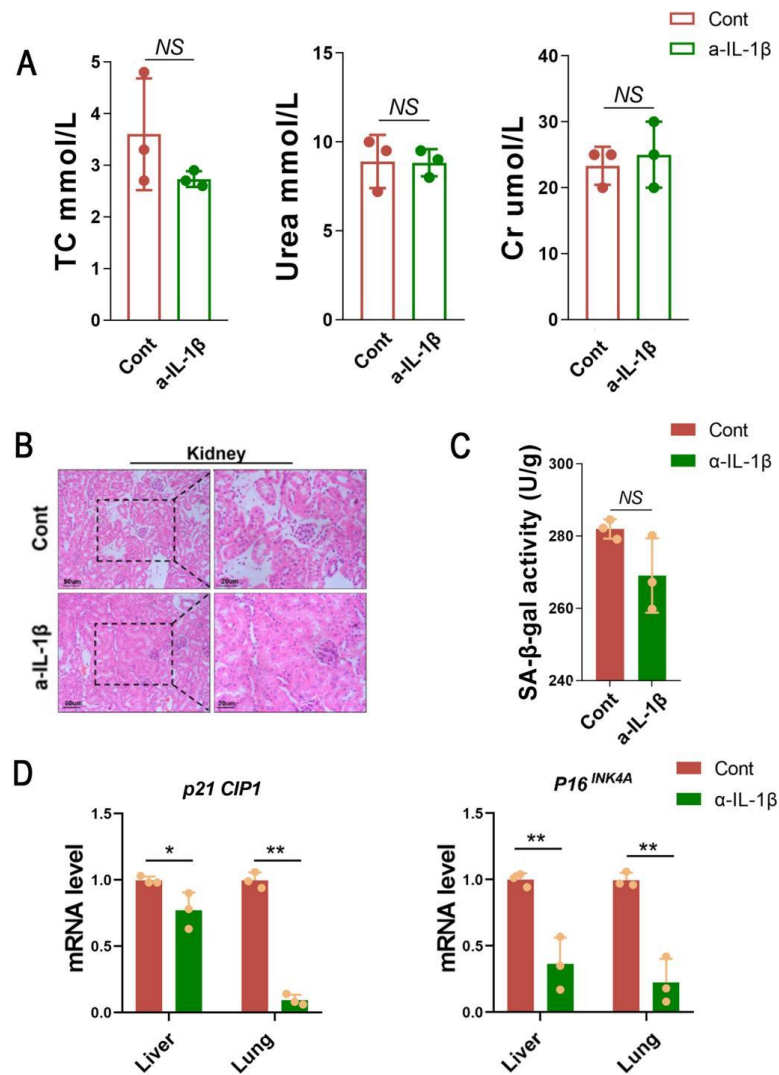 A
Cont
a-IL-1β
NS
TC mmol/L
5
4
3
2
1
0
Cont
a-IL-1β
NS
Urea mmol/L
15
10
5
0
Cont
a-IL-1β
NS
Cr umol/L
40
30
20
10
0
Cont
a-IL-1β
B
Kidney
Cont
50um
20um
a-IL-1β
50um
20um
C
Cont
α-IL-1β
NS
SA-β-gal activity (U/g)
300
280
260
240
Cont
a-IL-1β
D
p21 CIP1
mRNA level
1.5
1.0
0.5
0.0
*
**
Liver
Lung
P16 INK4A
Cont
α-IL-1β
mRNA level
1.5
1.0
0.5
0.0
**
**
Liver
Lung